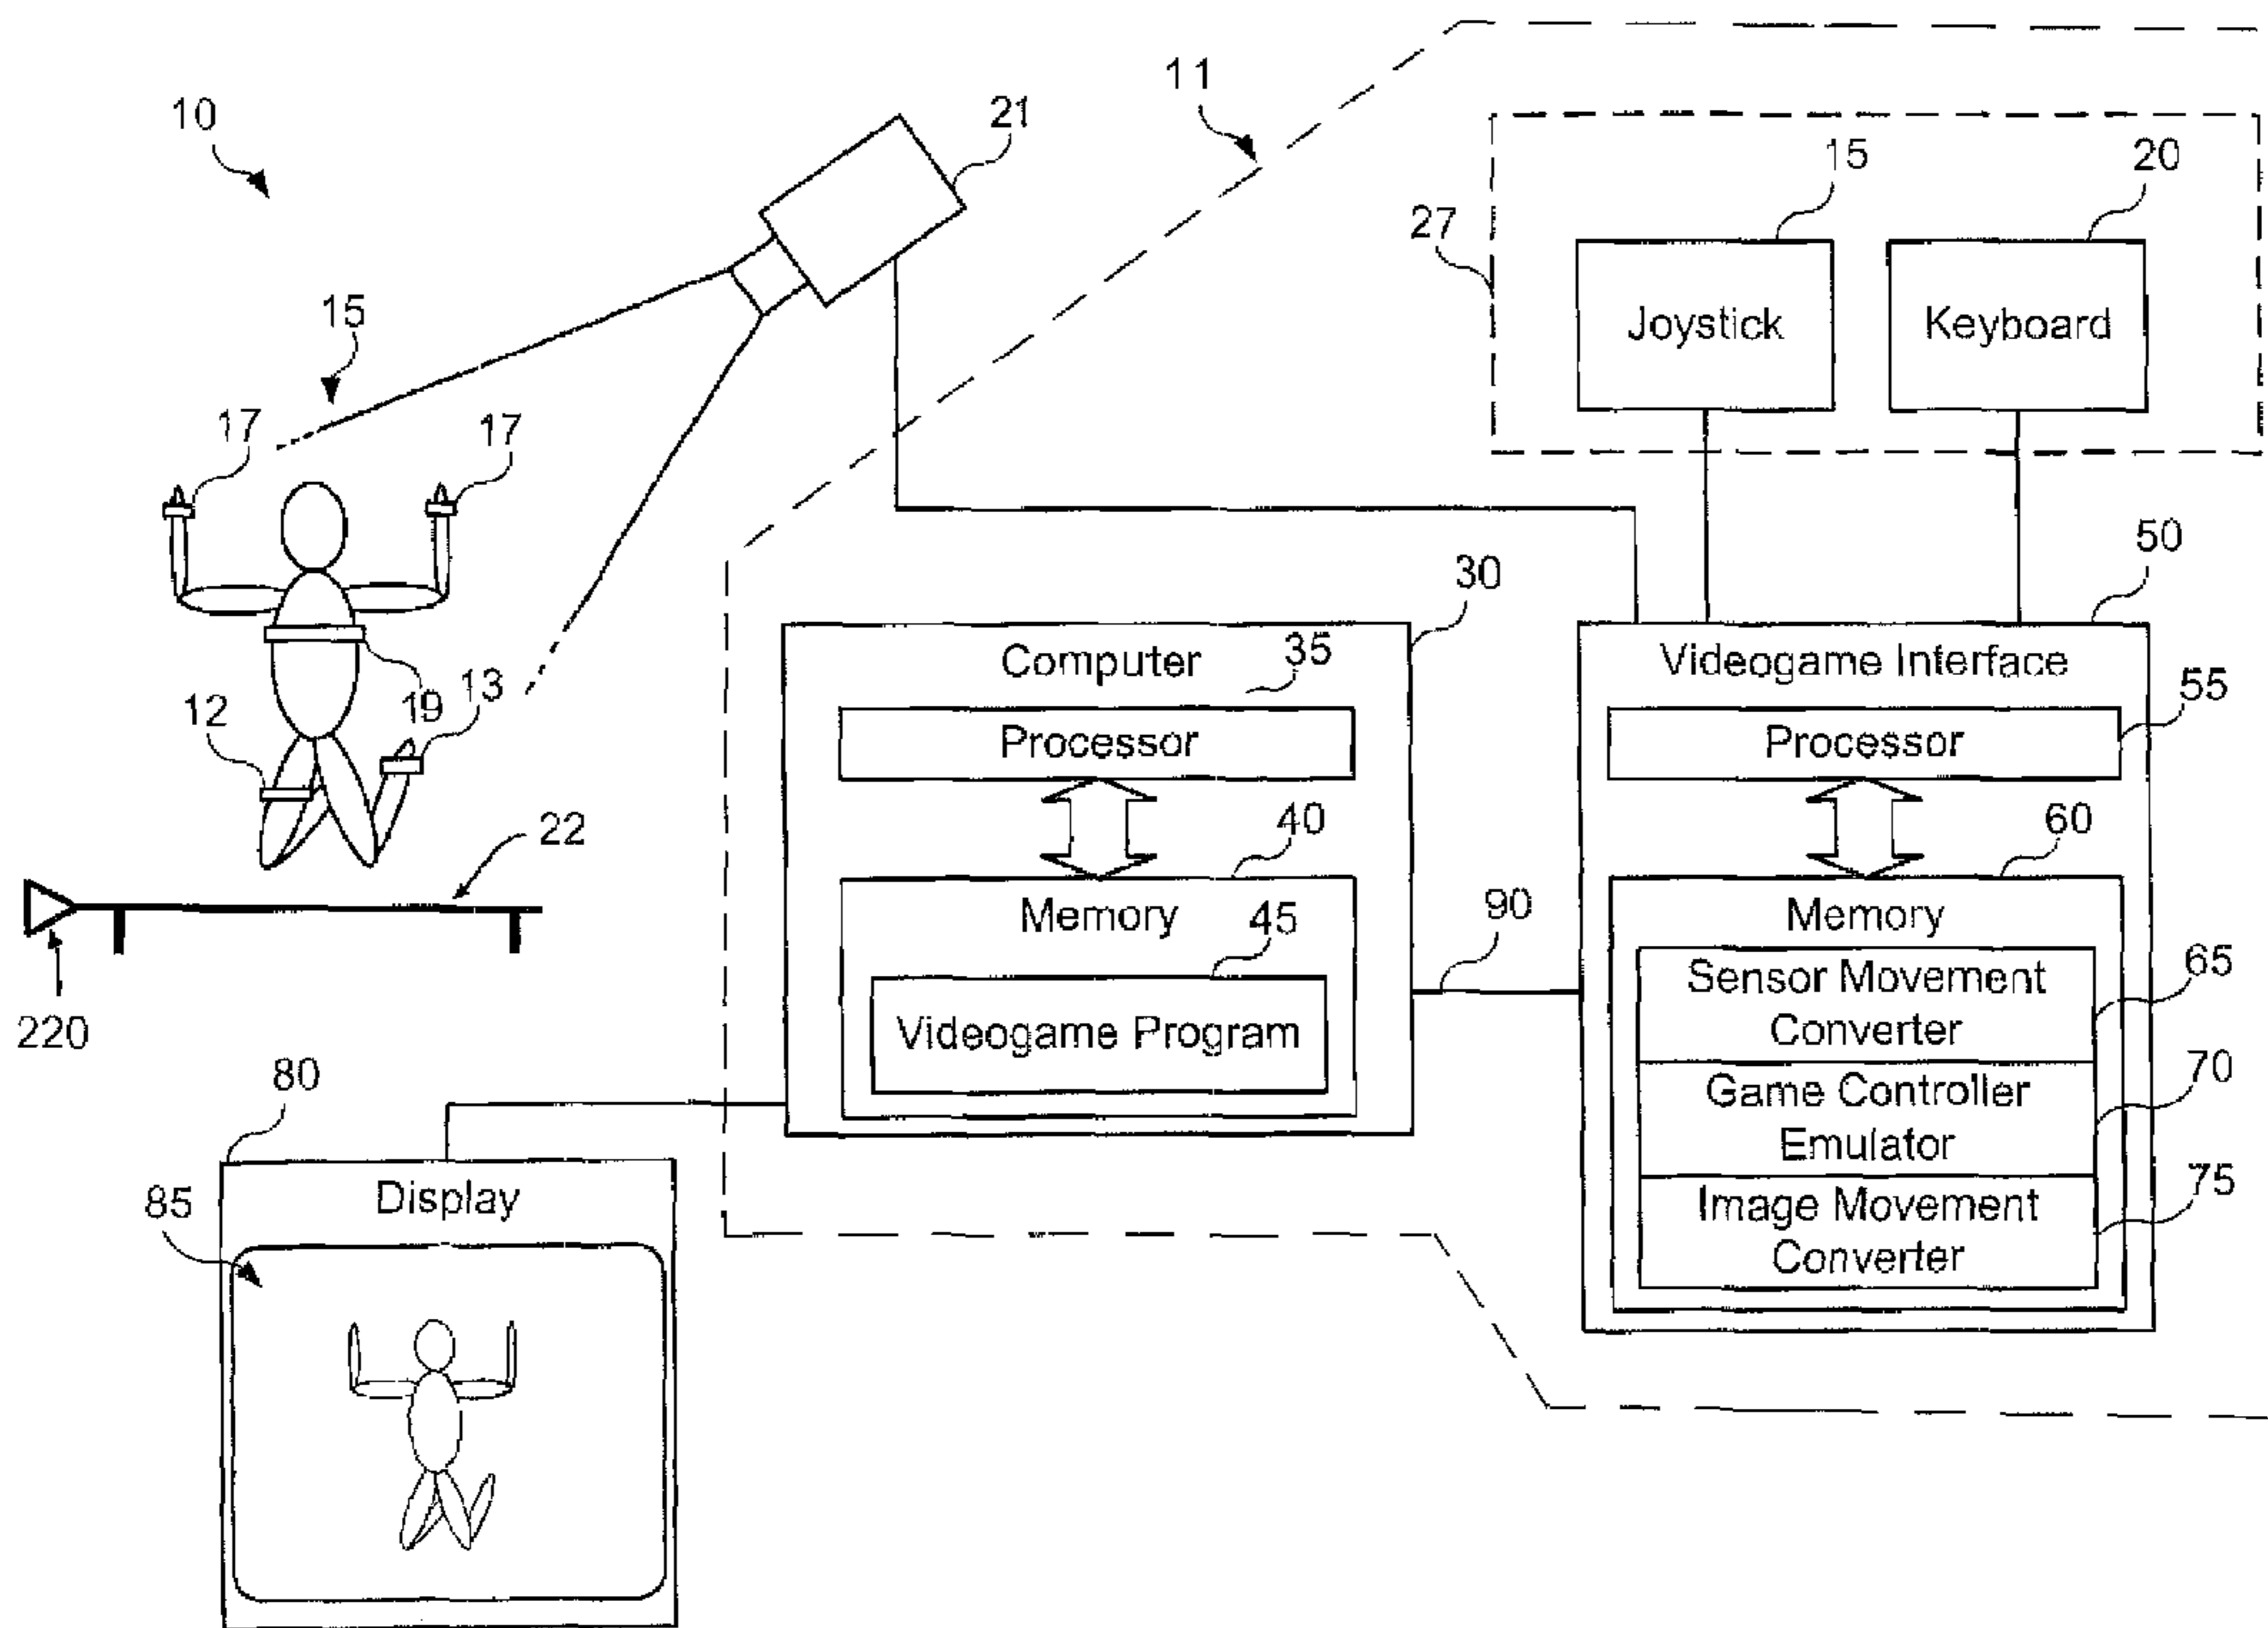 10
21
11
15
20
27
Joystick
Keyboard
15
17
17
50
30
Computer
35
Videogame Interface
55
Processor
Processor
12
19
13
22
40
60
Memory
45
Memory
90
65
Sensor Movement
Converter
Videogame Program
220
80
70
Game Controller
Emulator
75
Display
85
Image Movement
Converter